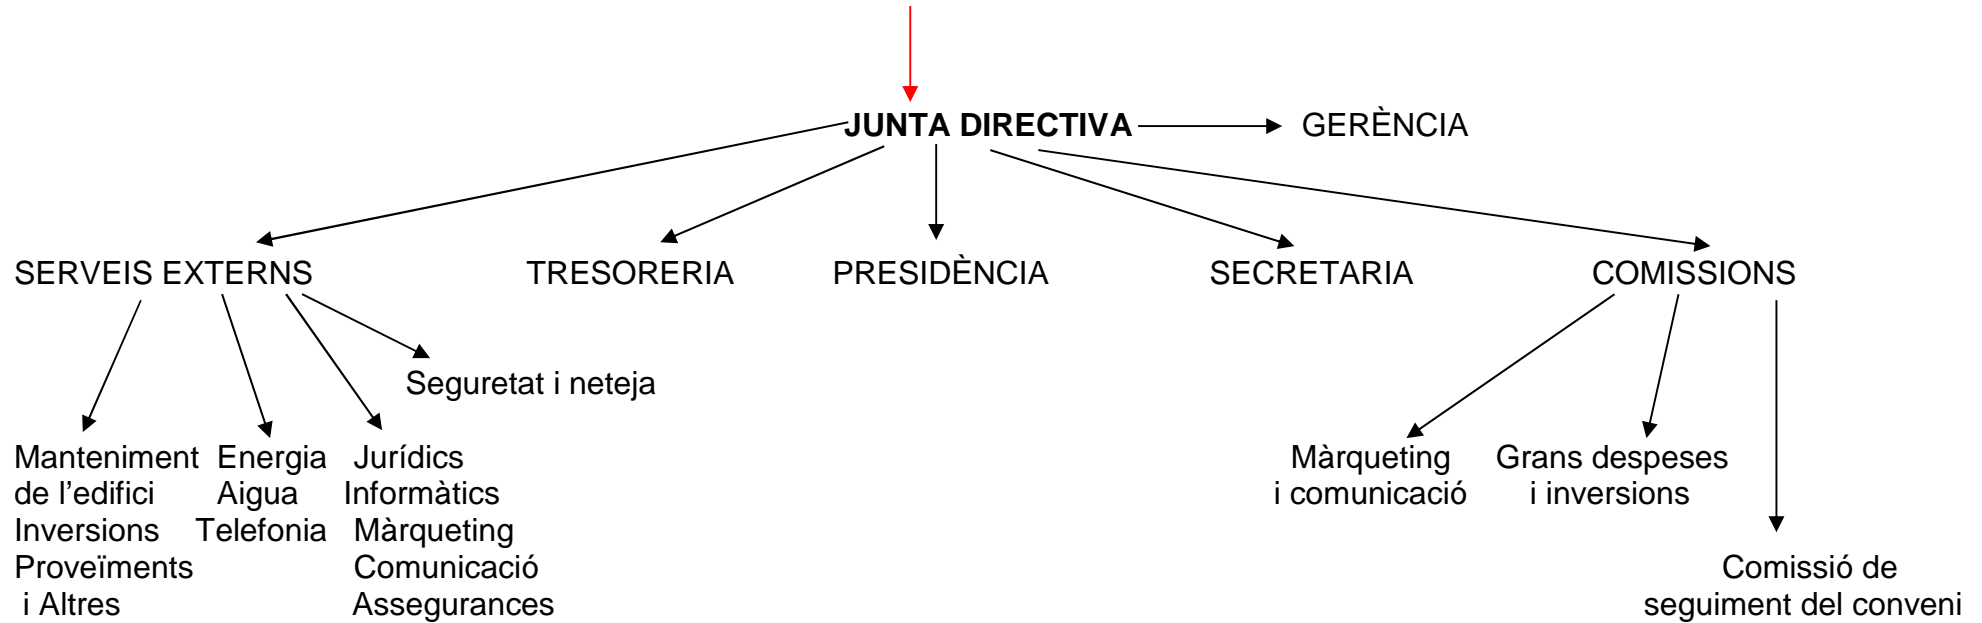 JUNTA DIRECTIVA GERÈNCIA
SERVEIS EXTERNS TRESORERIA PRESIDÈNCIA SECRETARIA COMISSIONS
Seguretat i neteja
Manteniment Energia Jurídics Màrqueting Grans despeses
de l’edifici Aigua Informàtics i comunicació i inversions
Inversions Telefonia Màrqueting
Proveïments Comunicació Comissió de
i Altres Assegurances seguiment del conveni